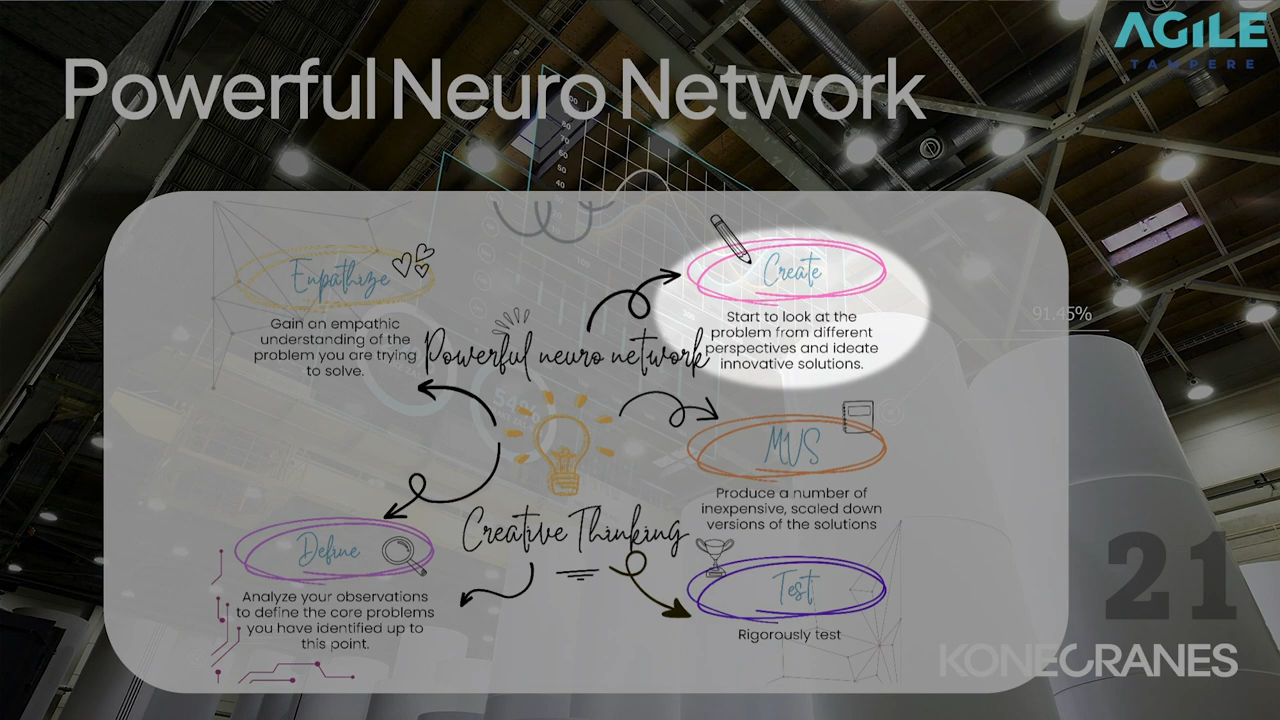 AGILE
TAMPERE
Powerful Neuro Network
Empathize
Gain an empathic
understanding of the
problem you are trying
to solve.
Powerful neuro network
Create
Start to look at the
problem from different
perspectives and ideate
innovative solutions.
91.45%
MVS
Produce a number of
inexpensive, scaled down
versions of the solutions
Creative Thinking
Define
Analyze your observations
to define the core problems
you have identified up to
this point.
Test
Rigorously test
21
KONECRANES